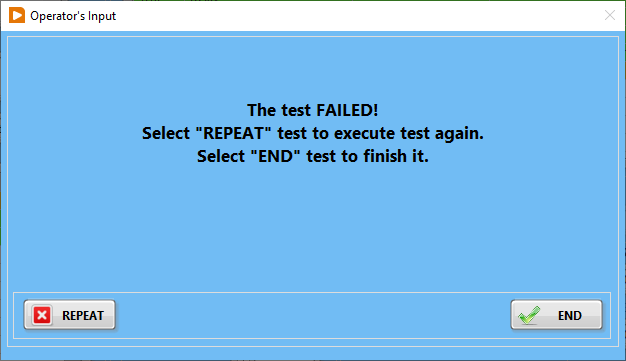 Operator's Input
The test FAILED!
Select "REPEAT" test to execute test again.
Select "END" test to finish it.
REPEAT
END